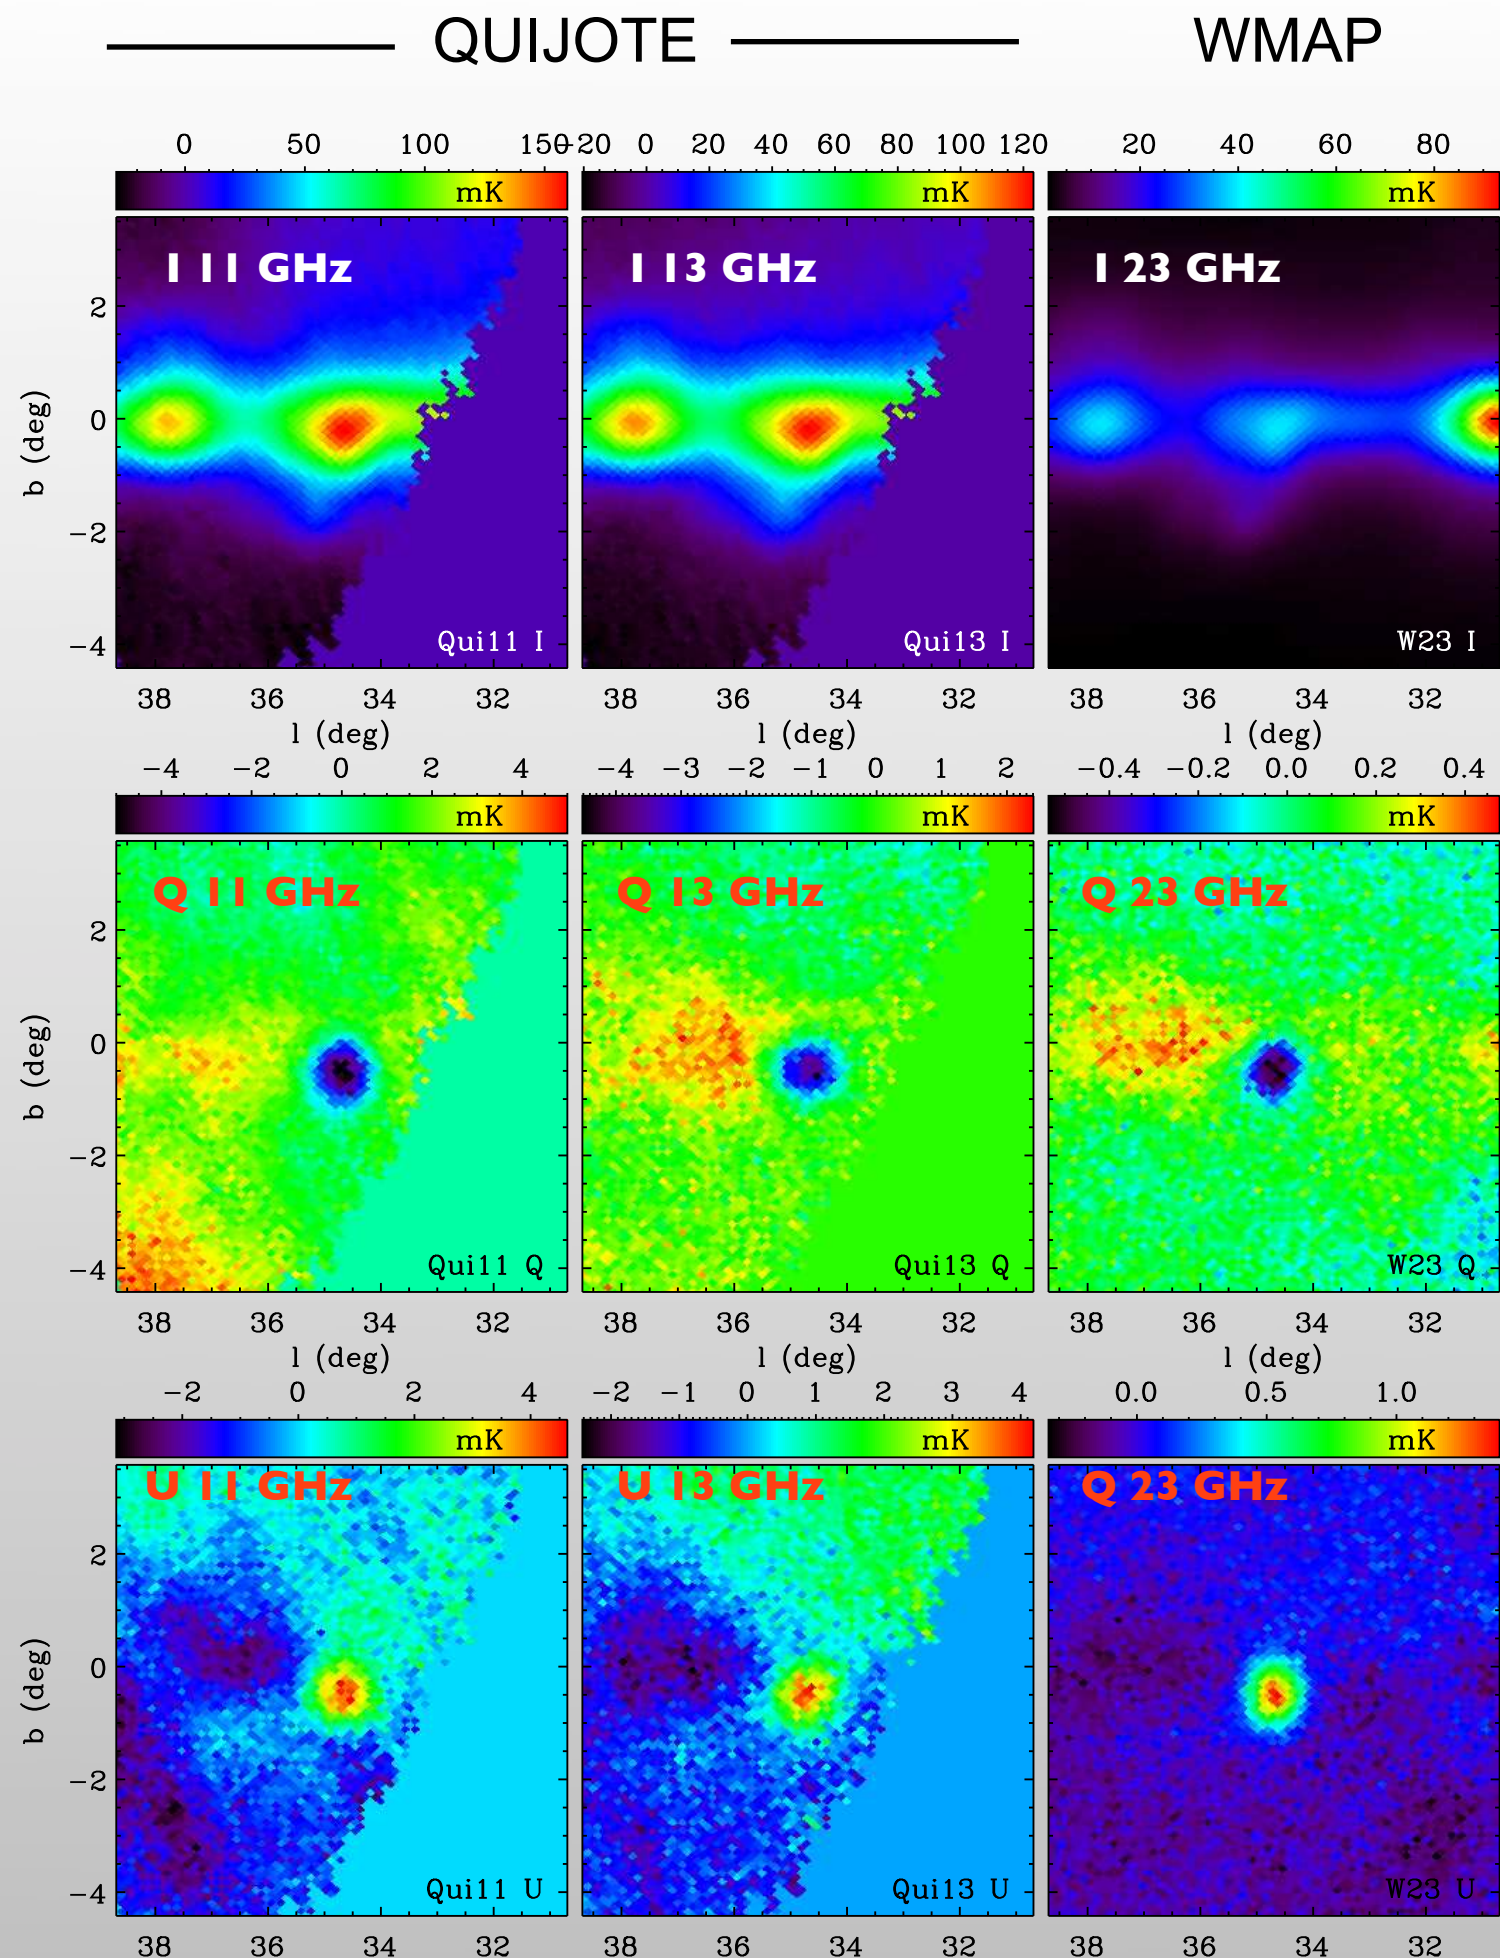 QUIJOTE WMAP
0 50 100 150 -20 0 20 40 60 80 100 120 20 40 60 80
mK mK mK
I 11 GHz I 13 GHz I 23 GHz
2
0
b (deg)
−2
−4
Qui11 I Qui13 I W23 I
38 36 34 32 38 36 34 32 38 36 34 32
l (deg) l (deg) l (deg)
−4 −2 0 2 4 −4 −3 −2 −1 0 1 2 −0.4 −0.2 0.0 0.2 0.4
mK mK mK
Q 11 GHz Q 13 GHz Q 23 GHz
2
0
b (deg)
−2
−4
Qui11 Q Qui13 Q W23 Q
38 36 34 32 38 36 34 32 38 36 34 32
l (deg) l (deg) l (deg)
−2 0 2 4 −2 −1 0 1 2 3 4 0.0 0.5 1.0
mK mK mK
U 11 GHz U 13 GHz Q 23 GHz
2
0
b (deg)
−2
−4
Qui11 U Qui13 U W23 U
38 36 34 32 38 36 34 32 38 36 34 32